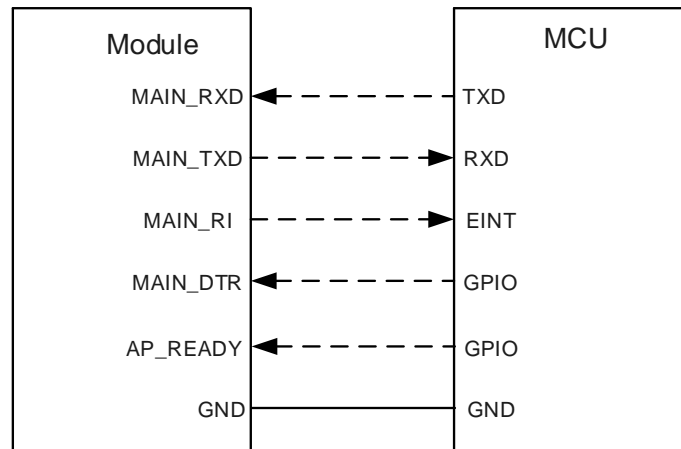 Module MCU
MAIN_RXD TXD
MAIN_TXD RXD
MAIN_RI EINT
MAIN_DTR GPIO
AP_READY GPIO
GND GND